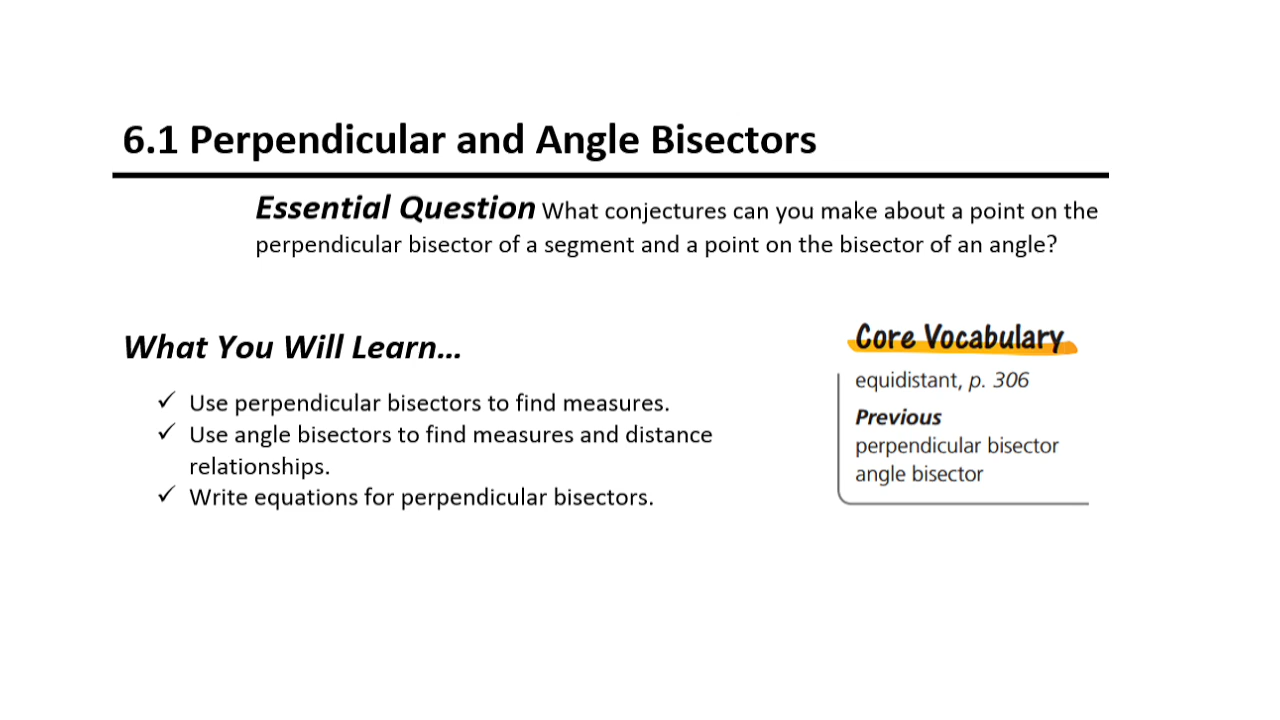 6.1 Perpendicular and Angle Bisectors
Essential Question What conjectures can you make about a point on the
perpendicular bisector of a segment and a point on the bisector of an angle?
What You Will Learn...
✓ Use perpendicular bisectors to find measures.
✓ Use angle bisectors to find measures and distance
relationships.
✓ Write equations for perpendicular bisectors.
Core Vocabulary
equidistant, p. 306
Previous
perpendicular bisector
angle bisector